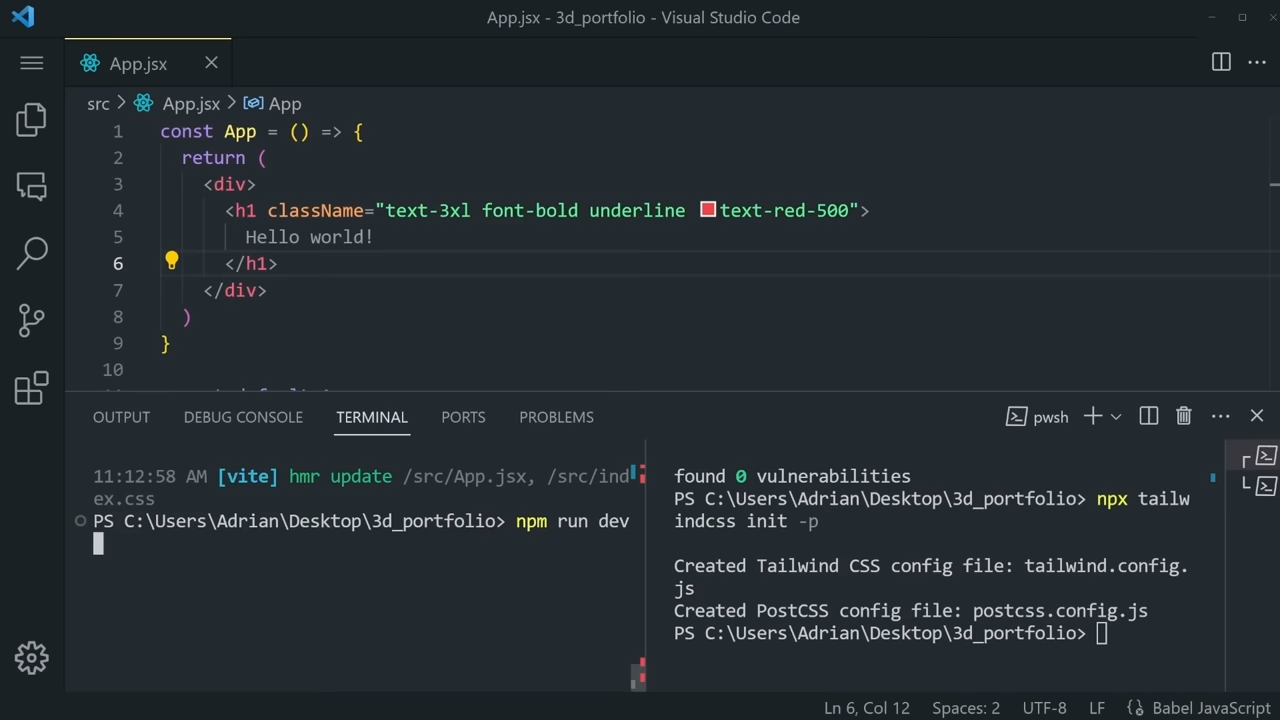 App.jsx - 3d_portfolio - Visual Studio Code
App.jsx
src > App.jsx > App
1 const App = () => {
2   return (
3     <div>
4       <h1 className="text-3xl font-bold underline text-red-500">
5         Hello world!
6       </h1>
7     </div>
8   )
9 }
10
OUTPUT DEBUG CONSOLE TERMINAL PORTS PROBLEMS pwsh
11:12:58 AM [vite] hmr update /src/App.jsx, /src/ind
ex.css
PS C:\Users\Adrian\Desktop\3d_portfolio> npm run dev
found 0 vulnerabilities
PS C:\Users\Adrian\Desktop\3d_portfolio> npx tailw
indcss init -p
Created Tailwind CSS config file: tailwind.config.
js
Created PostCSS config file: postcss.config.js
PS C:\Users\Adrian\Desktop\3d_portfolio>
Ln 6, Col 12 Spaces: 2 UTF-8 LF Babel JavaScript